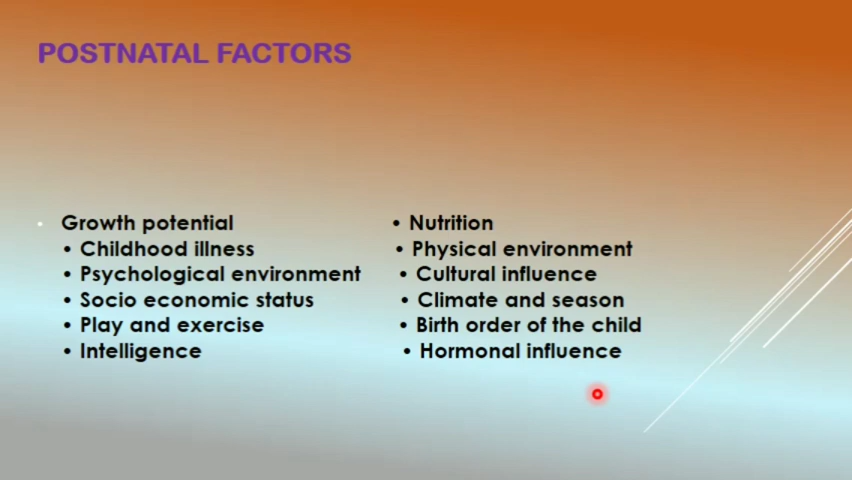 POSTNATAL FACTORS
• Growth potential • Nutrition
• Childhood illness • Physical environment
• Psychological environment • Cultural influence
• Socio economic status • Climate and season
• Play and exercise • Birth order of the child
• Intelligence • Hormonal influence